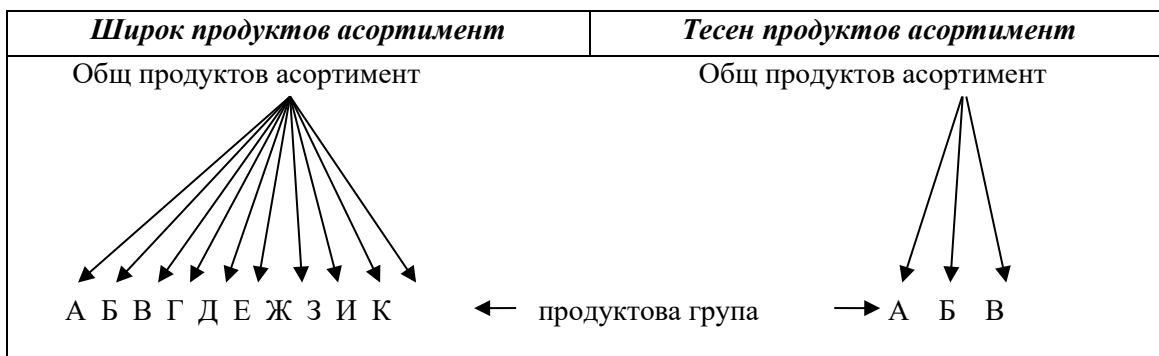 Широк продуктов асортимент Тесен продуктов асортимент
Общ продуктов асортимент Общ продуктов асортимент
А Б В Г Д Е Ж З И К продуктова група А Б В